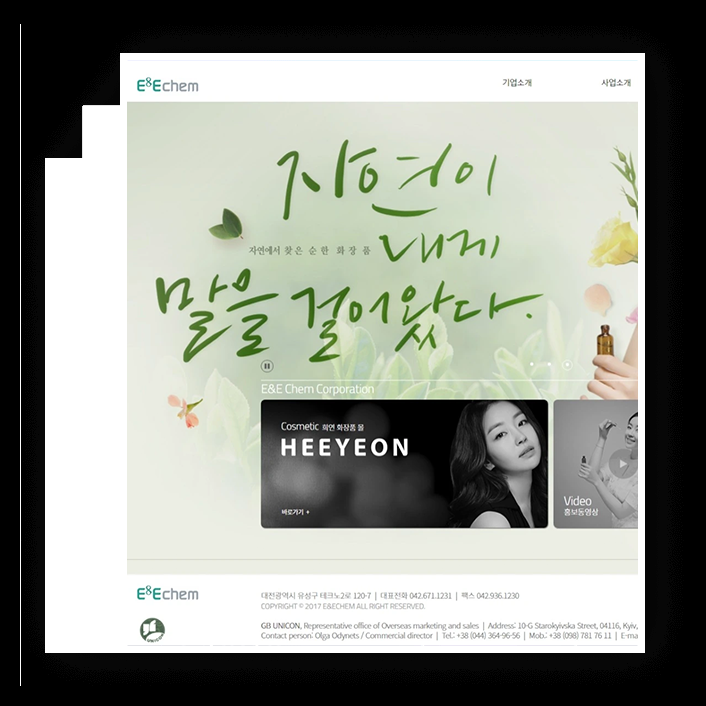 E&Echem
기업소개 사업소개
자연이
자연에서 찾은 순한 화장품
내게
말을 걸어왔다.
E&E Chem Corporation
Cosmetic 희연 화장품 몰
HEEYEON
바로가기 +
Video
홍보동영상
E&Echem
대전광역시 유성구 테크노2로 120-7 | 대표전화 042.671.1231 | 팩스 042.936.1230
COPYRIGHT © 2017 E&ECHEM ALL RIGHT RESERVED.
GB UNICON, Representative office of Overseas marketing and sales | Address: 10-G Starokyivska Street, 04116, Kyiv,
Contact person: Olga Odynets / Commercial director | Tel.: +38 (044) 364-96-56 | Mob.: +38 (098) 781 76 11 | E-ma